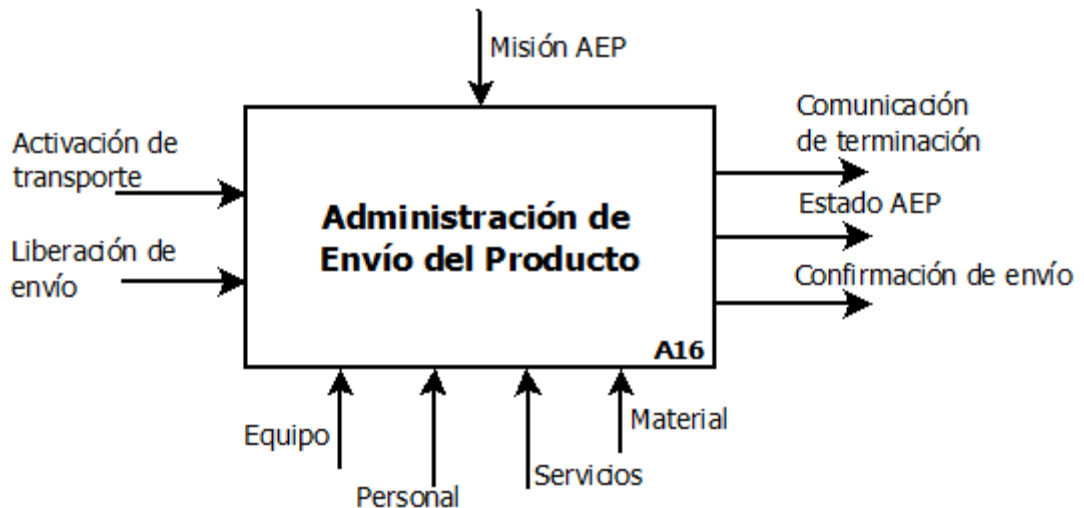 Misión AEP
Activación de
transporte
Liberación de
envío
Administración de
Envío del Producto
A16
Comunicación
de terminación
Estado AEP
Confirmación de envío
Equipo
Personal
Servicios
Material